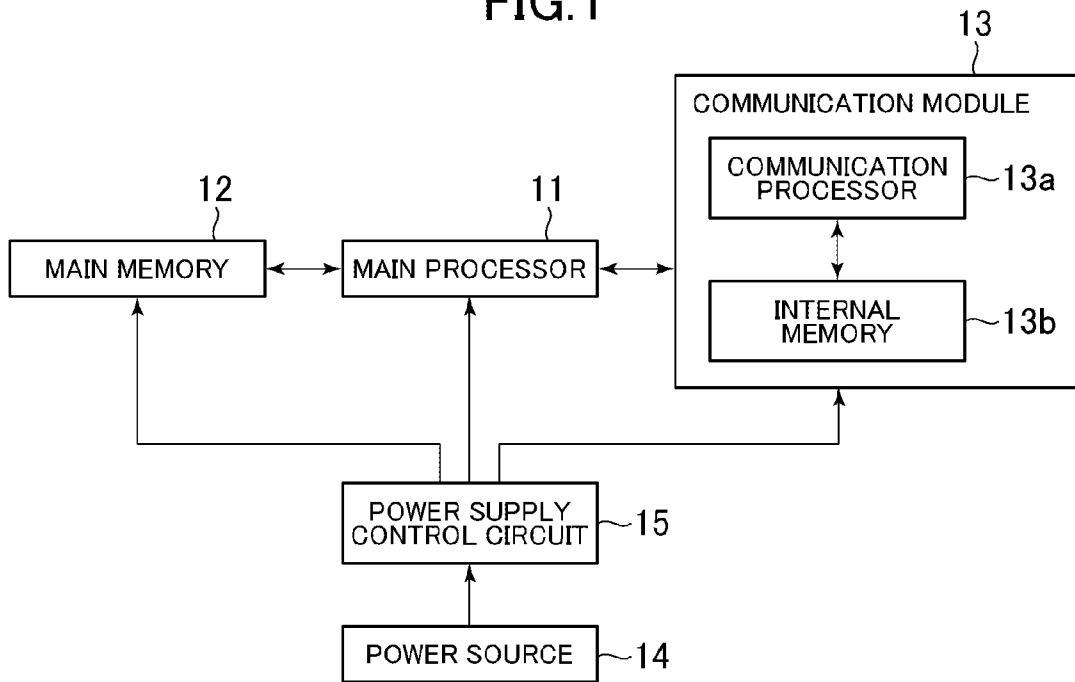 FIG.1
13
COMMUNICATION MODULE
COMMUNICATION
PROCESSOR
13a
12
11
MAIN MEMORY
MAIN PROCESSOR
INTERNAL
MEMORY
13b
POWER SUPPLY
CONTROL CIRCUIT
15
POWER SOURCE
14